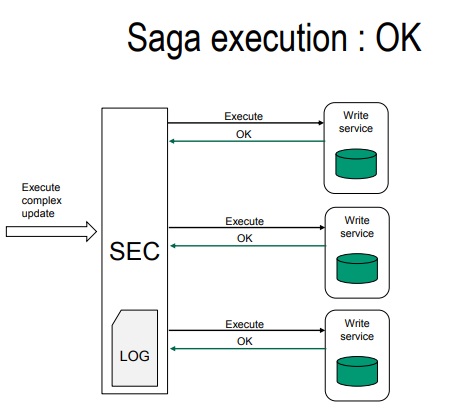 Saga execution : OK
Execute
complex
update
SEC
LOG
Execute
OK
Write
service
Execute
OK
Write
service
Execute
OK
Write
service